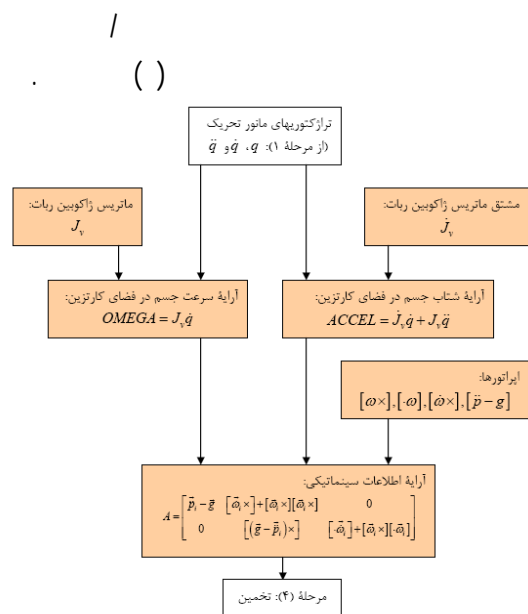 /
. ( )
تراژکتوریهای مانور تحریک
(از مرحلهٔ ۱): q ، q̇ و q̈
ماتریس ژاکوبین ربات:
J_v
مشتق ماتریس ژاکوبین ربات:
J̇_v
آرایهٔ سرعت جسم در فضای کارتزین:
OMEGA = J_v q̇
آرایهٔ شتاب جسم در فضای کارتزین:
ACCEL = J̇_v q̇ + J_v q̈
اپراتورها:
[ω×],[·ω],[ω̇×],[p̈ − g]
آرایهٔ اطلاعات سینماتیکی:
A = [ p̈_i − g⃗ [ω̇_i ×]+[ω̄_i ×][ω̄_i ×] 0
0 [(g⃗ − p̈_i)×] [·ω̇_i]+[ω̄_i ×][·ω̄_i] ]
مرحلهٔ (۴): تخمین